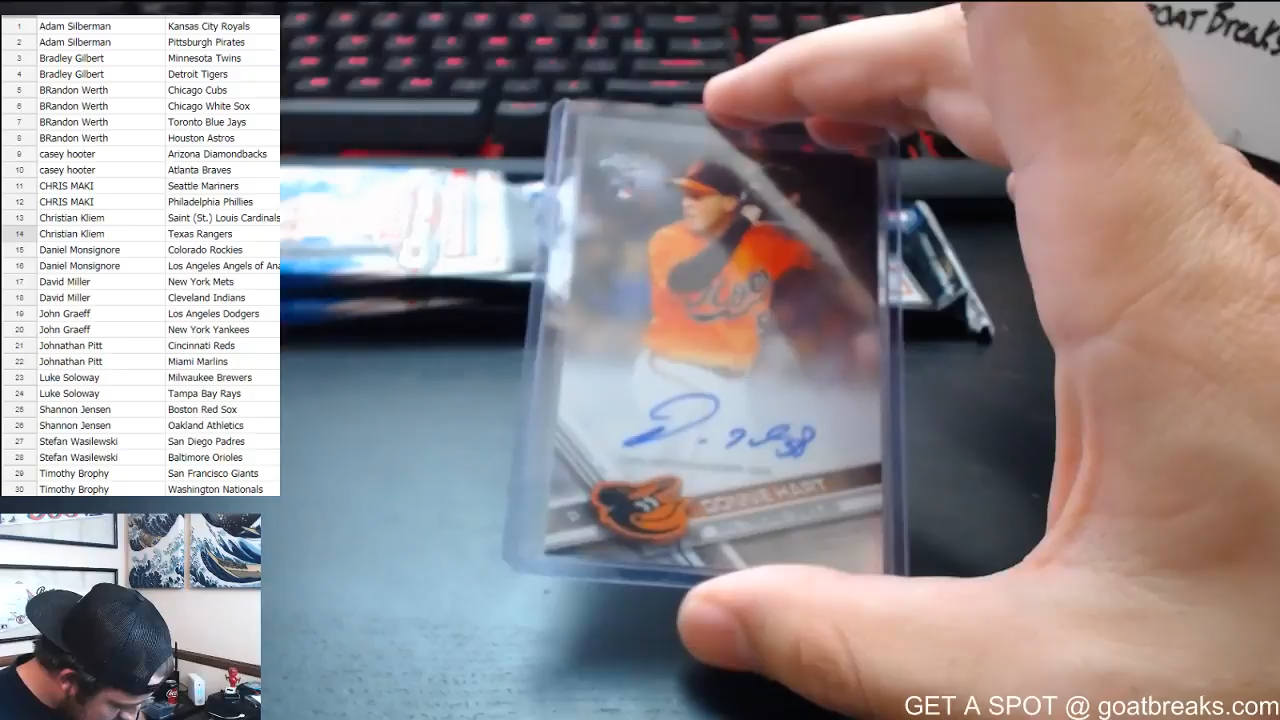 1 Adam Silberman Kansas City Royals
2 Adam Silberman Pittsburgh Pirates
3 Bradley Gilbert Minnesota Twins
4 Bradley Gilbert Detroit Tigers
5 BRandon Werth Chicago Cubs
6 BRandon Werth Chicago White Sox
7 BRandon Werth Toronto Blue Jays
8 BRandon Werth Houston Astros
9 casey hooter Arizona Diamondbacks
10 casey hooter Atlanta Braves
11 CHRIS MAKI Seattle Mariners
12 CHRIS MAKI Philadelphia Phillies
13 Christian Kliem Saint (St.) Louis Cardinals
14 Christian Kliem Texas Rangers
15 Daniel Monsignore Colorado Rockies
16 Daniel Monsignore Los Angeles Angels of Ana
17 David Miller New York Mets
18 David Miller Cleveland Indians
19 John Graeff Los Angeles Dodgers
20 John Graeff New York Yankees
21 Johnathan Pitt Cincinnati Reds
22 Johnathan Pitt Miami Marlins
23 Luke Soloway Milwaukee Brewers
24 Luke Soloway Tampa Bay Rays
25 Shannon Jensen Boston Red Sox
26 Shannon Jensen Oakland Athletics
27 Stefan Wasilewski San Diego Padres
28 Stefan Wasilewski Baltimore Orioles
29 Timothy Brophy San Francisco Giants
30 Timothy Brophy Washington Nationals
GOAT Breaks
DONNIE HART
GET A SPOT @ goatbreaks.com